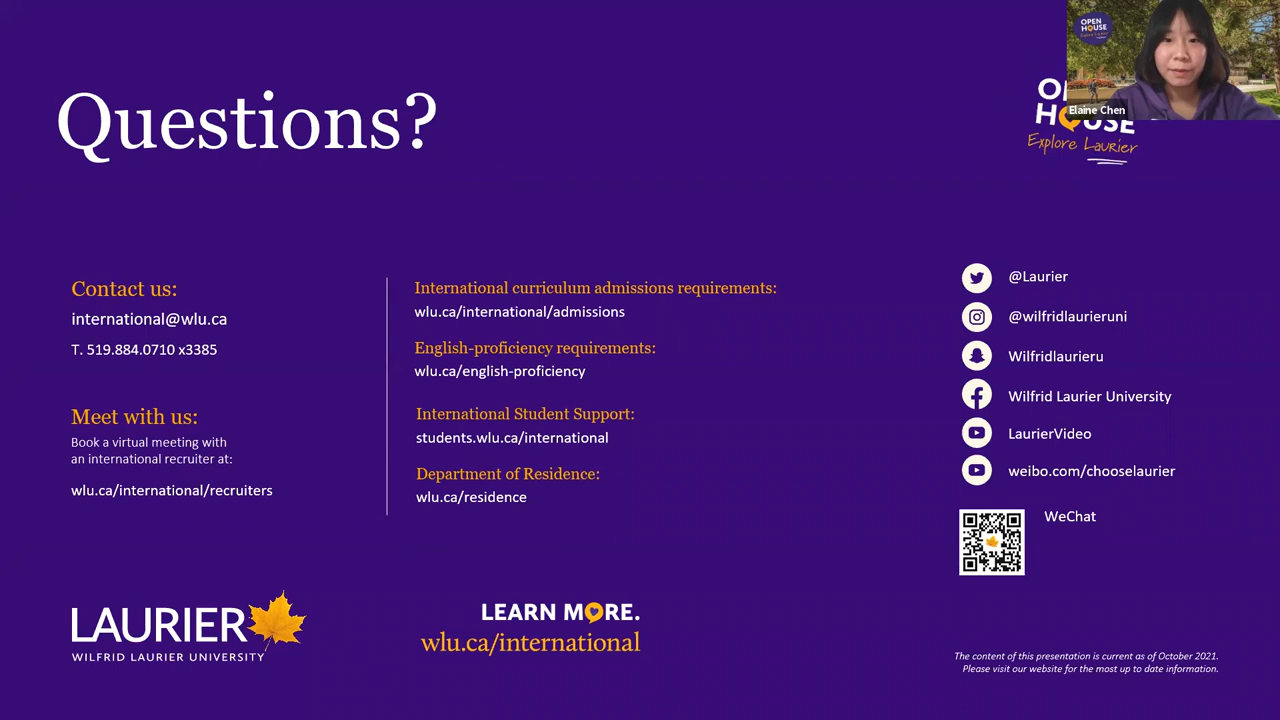 OPEN
HOUSE
Elaine Chen
Questions?
HOUSE
Explore Laurier
Contact us:
international@wlu.ca
T. 519.884.0710 x3385
Meet with us:
Book a virtual meeting with
an international recruiter at:
wlu.ca/international/recruiters
International curriculum admissions requirements:
wlu.ca/international/admissions
English-proficiency requirements:
wlu.ca/english-proficiency
International Student Support:
students.wlu.ca/international
Department of Residence:
wlu.ca/residence
@Laurier
@wilfridlaurieruni
Wilfridlaurieru
Wilfrid Laurier University
LaurierVideo
weibo.com/chooselaurier
WeChat
LAURIER
WILFRID LAURIER UNIVERSITY
LEARN MORE.
wlu.ca/international
The content of this presentation is current as of October 2021.
Please visit our website for the most up to date information.